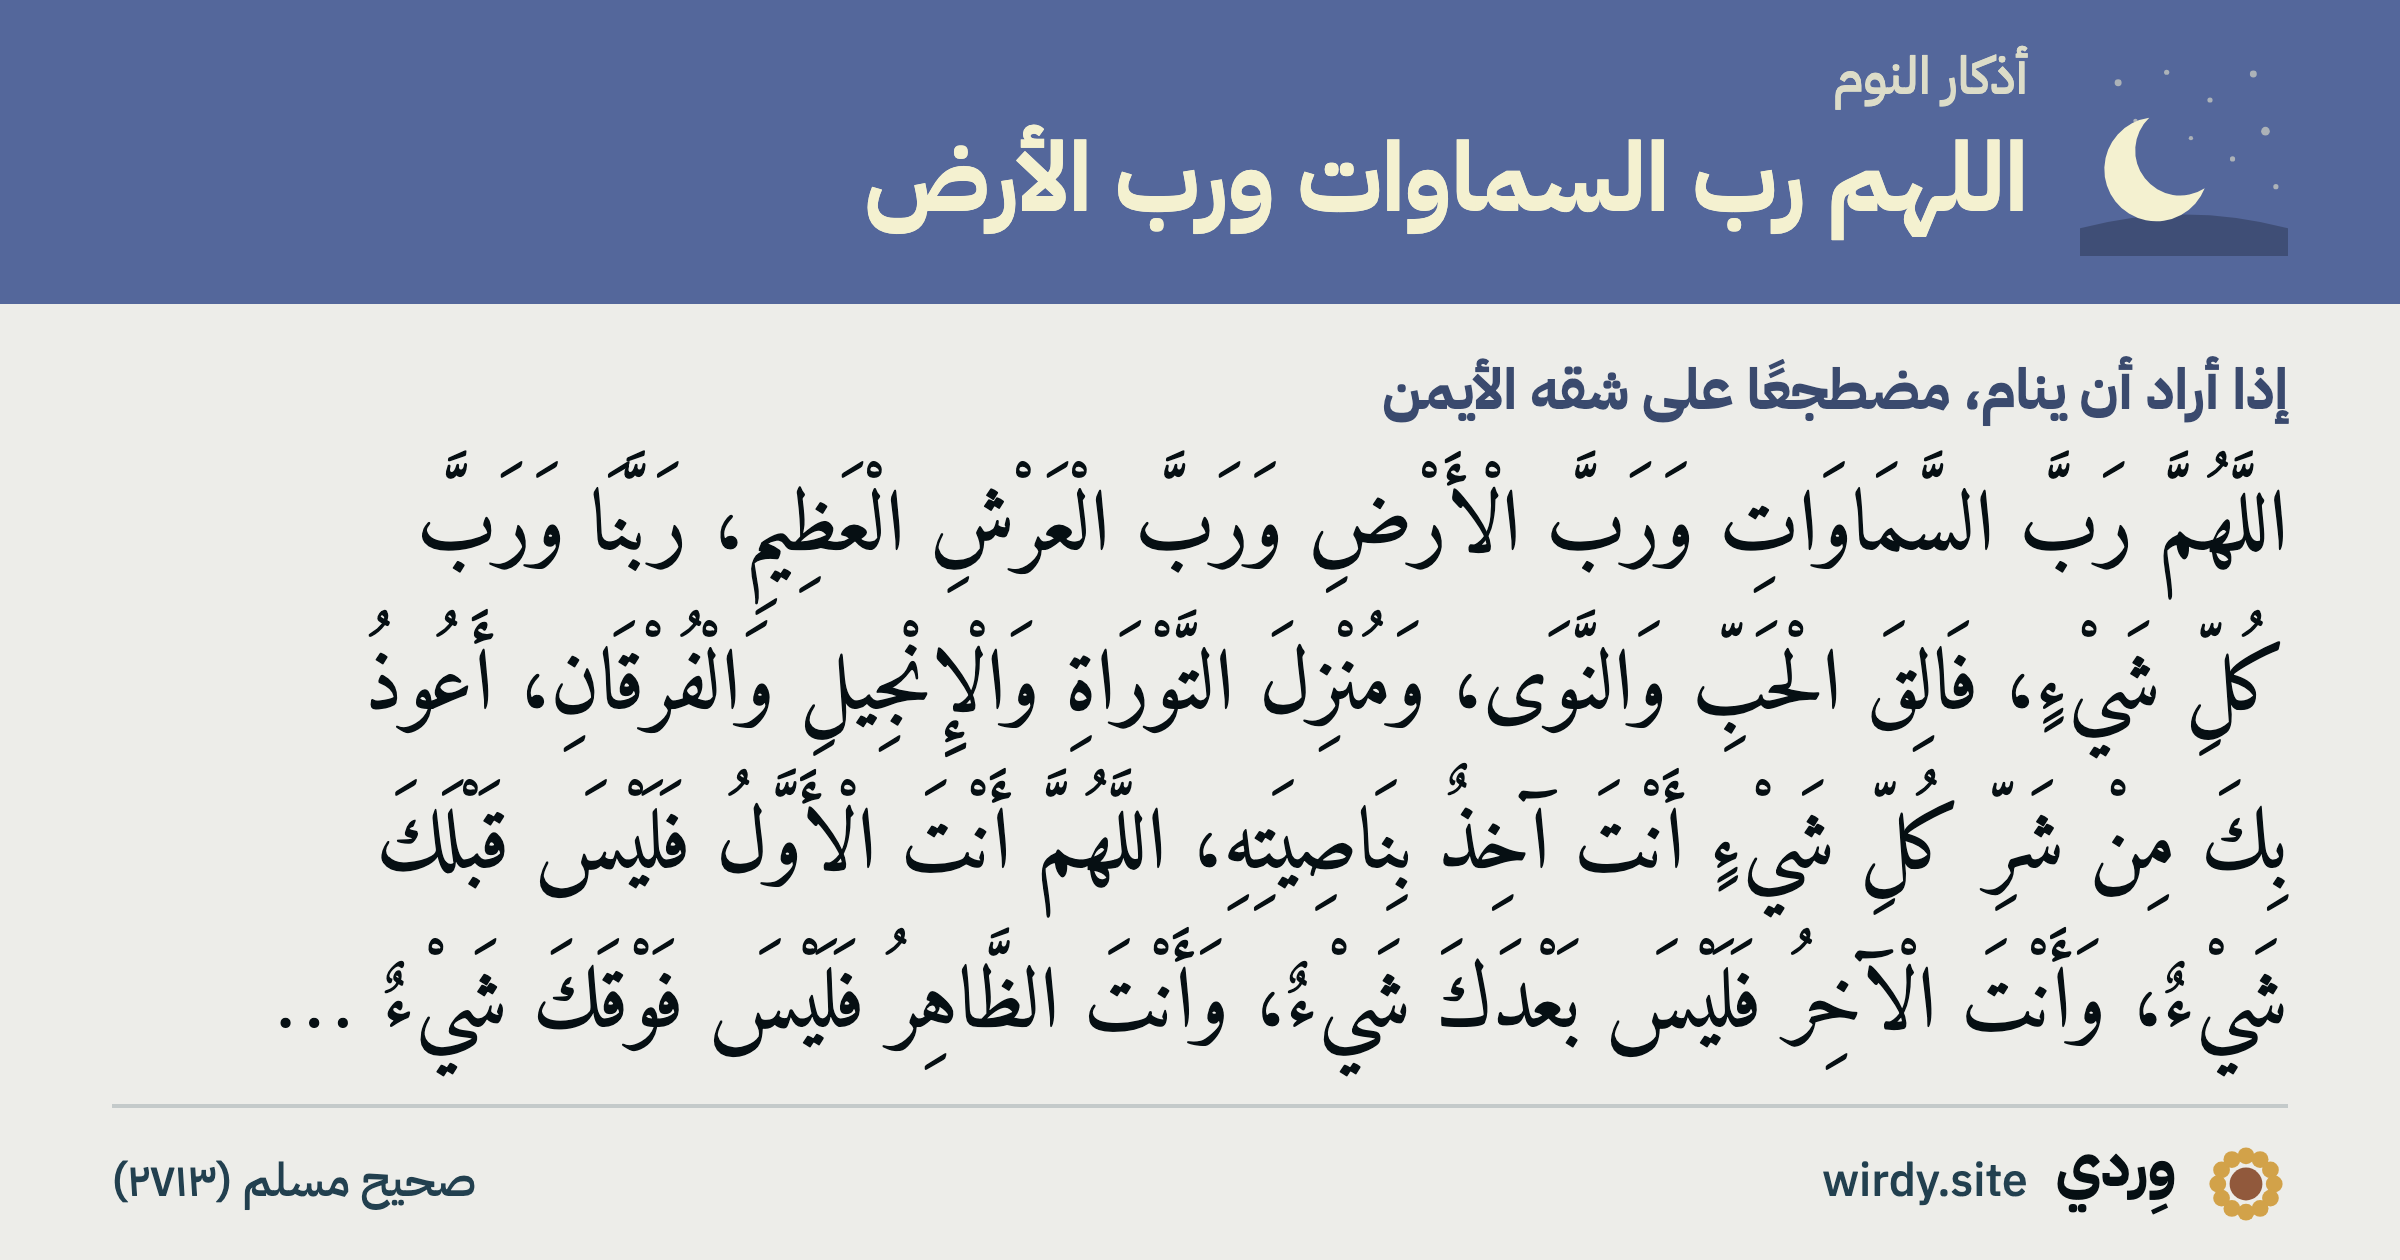 أذكار النوم
اللهم رب السماوات ورب الأرض
إذا أراد أن ينام، مضطجعًا على شقه الأيمن
اللَّهُمَّ رَبَّ السَّمَاوَاتِ وَرَبَّ الْأَرْضِ وَرَبَّ الْعَرْشِ الْعَظِيمِ، رَبَّنَا وَرَبَّ
كُلِّ شَيْءٍ، فَالِقَ الْحَبِّ وَالنَّوَى، وَمُنْزِلَ التَّوْرَاةِ وَالْإِنْجِيلِ وَالْفُرْقَانِ، أَعُوذُ
بِكَ مِنْ شَرِّ كُلِّ شَيْءٍ أَنْتَ آخِذٌ بِنَاصِيَتِهِ، اللَّهُمَّ أَنْتَ الْأَوَّلُ فَلَيْسَ قَبْلَكَ
شَيْءٌ، وَأَنْتَ الْآخِرُ فَلَيْسَ بَعْدَكَ شَيْءٌ، وَأَنْتَ الظَّاهِرُ فَلَيْسَ فَوْقَكَ شَيْءٌ ...
وِردي wirdy.site
صحيح مسلم (٢٧١٣)